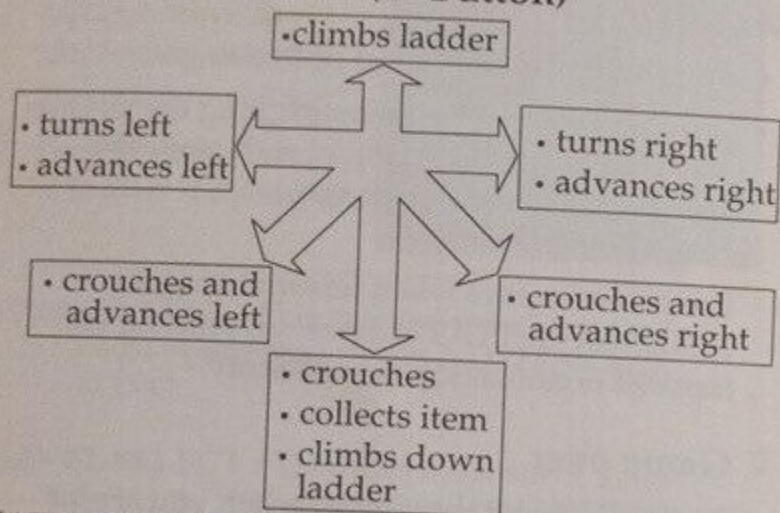 •climbs ladder
• turns left
• advances left
• turns right
• advances right
• crouches and
advances left
• crouches and
advances right
• crouches
• collects item
• climbs down
ladder